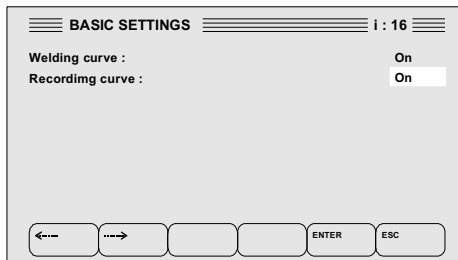 BASIC SETTINGS i : 16
Welding curve : On
Recordimg curve : On
ENTER ESC